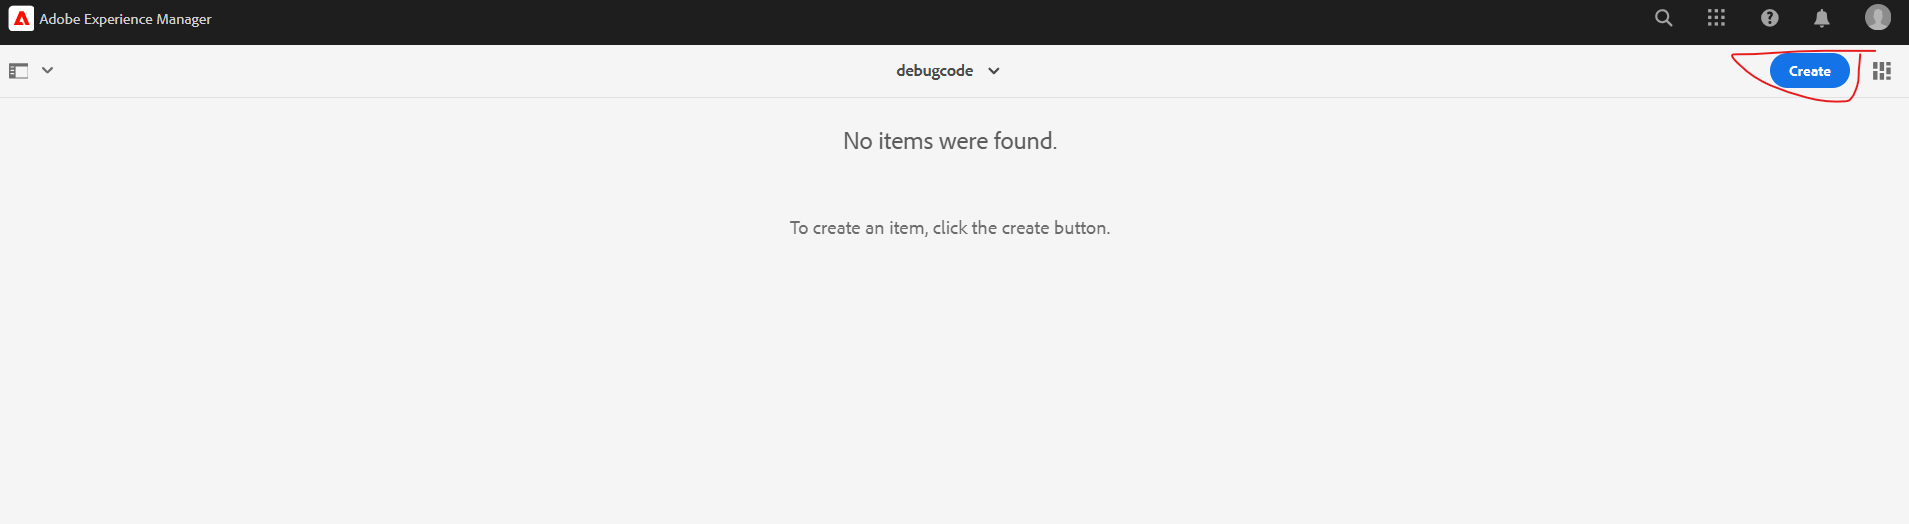 Adobe Experience Manager
debugcode
Create
No items were found.
To create an item, click the create button.